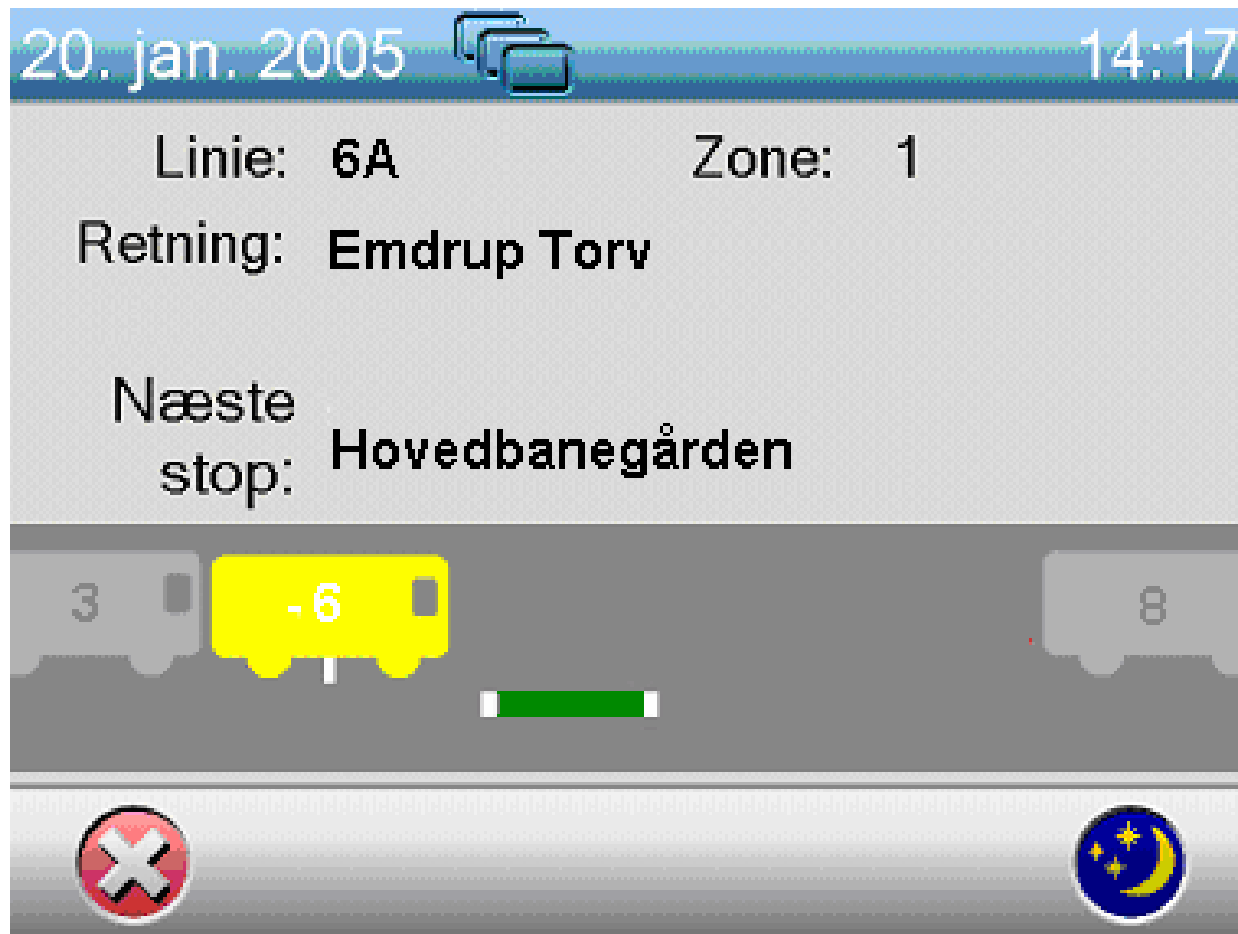 20. jan. 2005 14:17
Linie: 6A Zone: 1
Retning: Emdrup Torv
Næste
stop: Hovedbanegården
3 -6 8